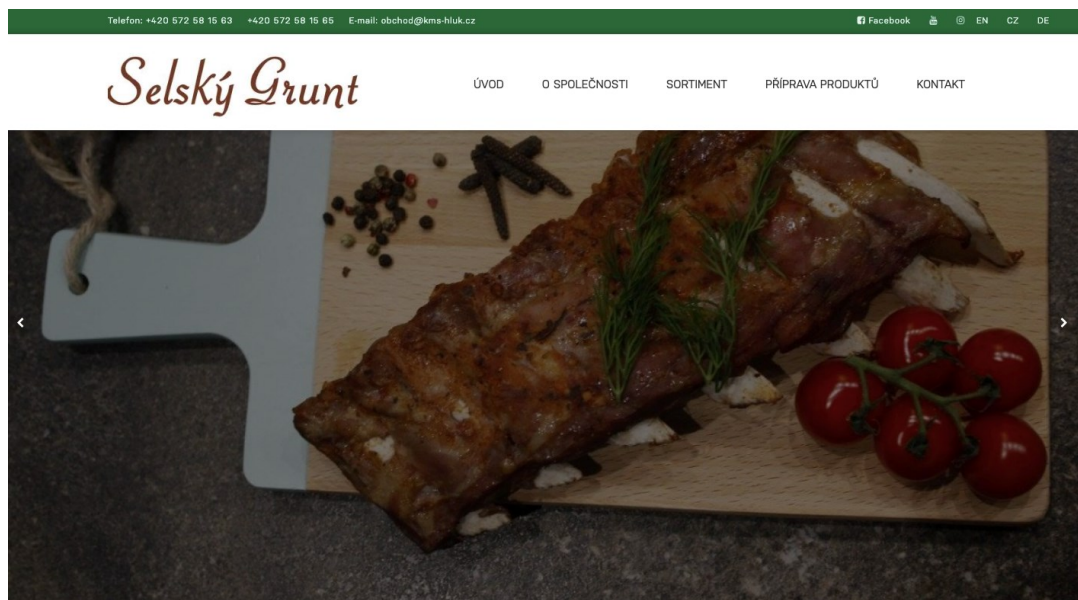 Telefon: +420 572 58 15 63 +420 572 58 15 65 E-mail: obchod@kms-hluk.cz Facebook EN CZ DE
Selský Grunt
ÚVOD O SPOLEČNOSTI SORTIMENT PŘÍPRAVA PRODUKTŮ KONTAKT